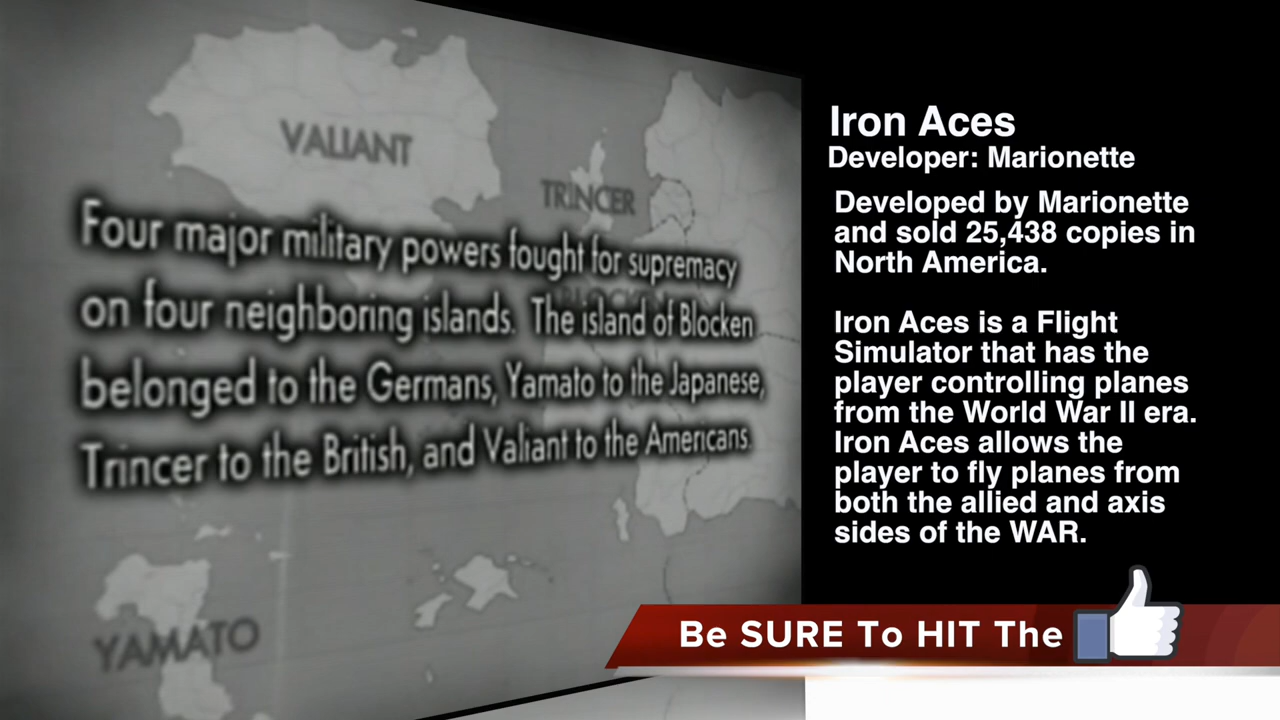 VALIANT
TRINCER
Four major military powers fought for supremacy
on four neighboring islands. The island of Blocken
belonged to the Germans, Yamato to the Japanese,
Trincer to the British, and Valiant to the Americans.
YAMATO
Iron Aces
Developer: Marionette
Developed by Marionette
and sold 25,438 copies in
North America.
Iron Aces is a Flight
Simulator that has the
player controlling planes
from the World War II era.
Iron Aces allows the
player to fly planes from
both the allied and axis
sides of the WAR.
Be SURE To HIT The